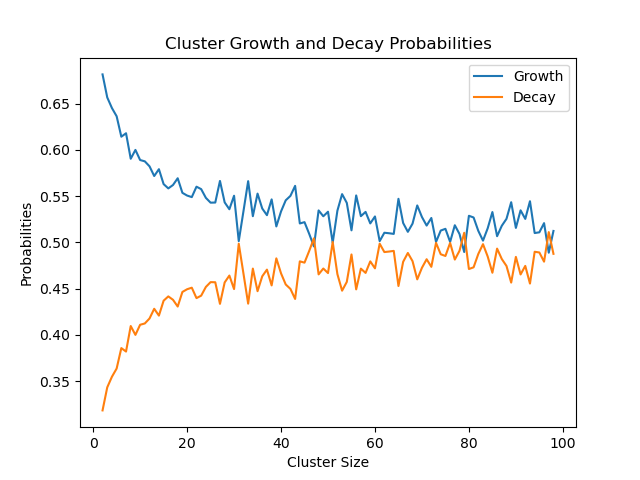 Cluster Growth and Decay Probabilities
Growth
Decay
Probabilities
0.65
0.60
0.55
0.50
0.45
0.40
0.35
0
20
40
60
80
100
Cluster Size